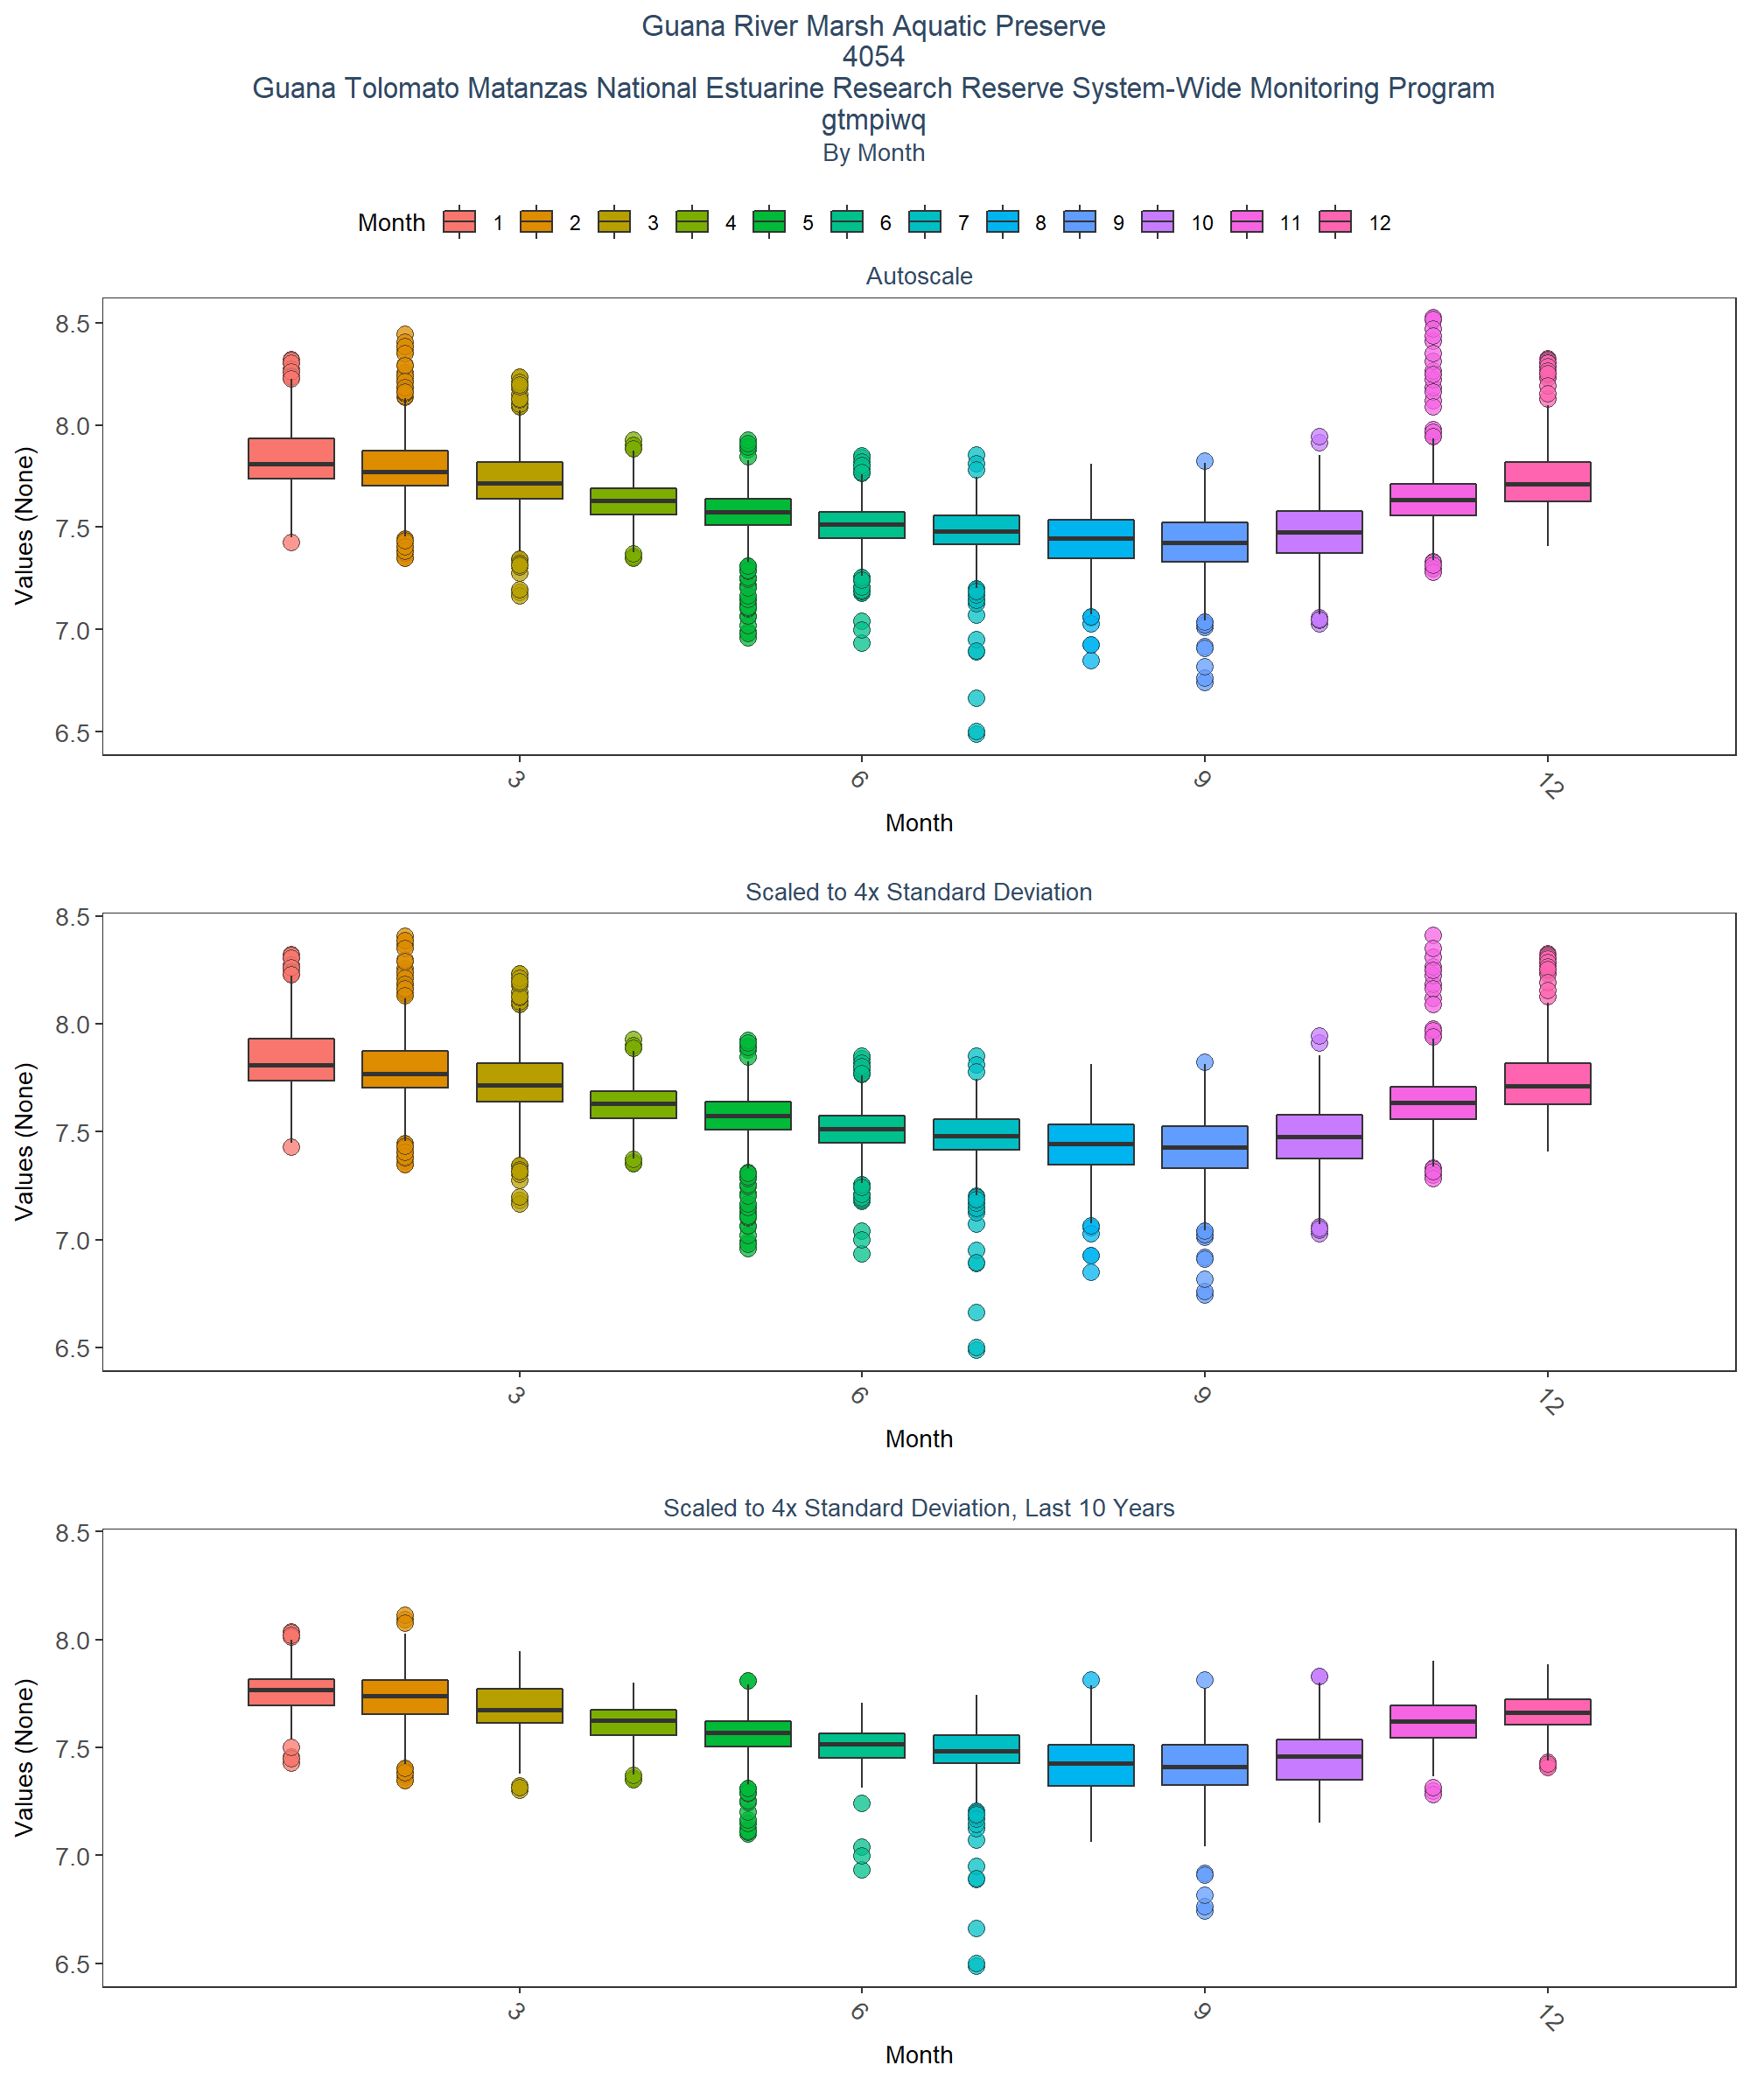 Guana River Marsh Aquatic Preserve
4054
Guana Tolomato Matanzas National Estuarine Research Reserve System-Wide Monitoring Program
gtmpiwq
By Month
Month 1 2 3 4 5 6 7 8 9 10 11 12
Autoscale
Values (None)
8.5
8.0
7.5
7.0
6.5
3 6 9 12
Month
Scaled to 4x Standard Deviation
Values (None)
8.5
8.0
7.5
7.0
6.5
3 6 9 12
Month
Scaled to 4x Standard Deviation, Last 10 Years
Values (None)
8.5
8.0
7.5
7.0
6.5
3 6 9 12
Month